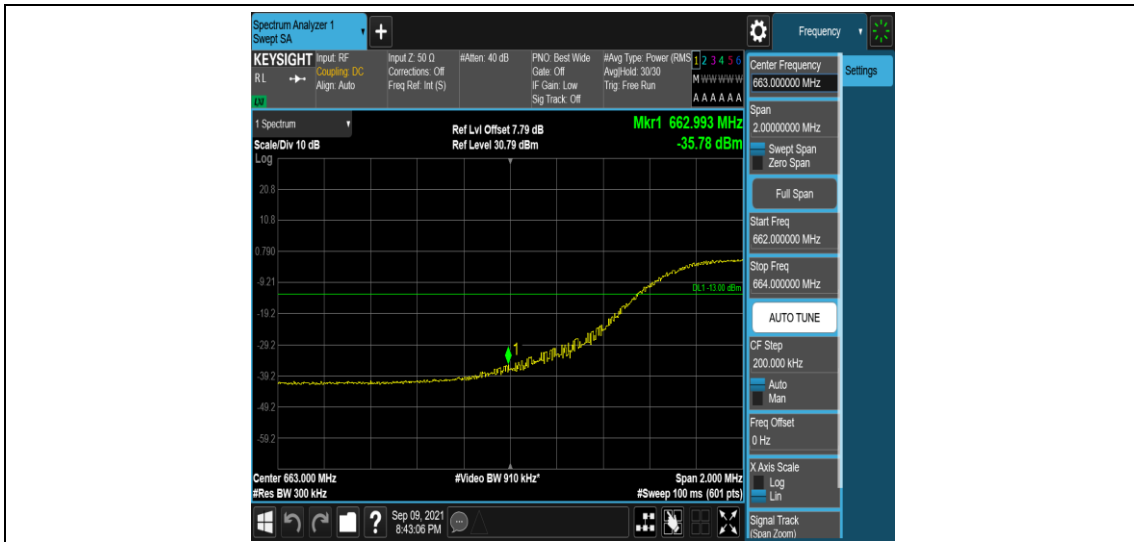 Spectrum Analyzer 1
Swept SA
+
Frequency
KEYSIGHT
RL
LXI
Input: RF
Coupling: DC
Align: Auto
Input Z: 50 Ω
Corrections: Off
Freq Ref: Int (S)
#Atten: 40 dB
PNO: Best Wide
Gate: Off
IF Gain: Low
Sig Track: Off
#Avg Type: Power (RMS
Avg|Hold: 30/30
Trig: Free Run
1 2 3 4 5 6
M W W W W W
A A A A A A
1 Spectrum
Scale/Div 10 dB
Ref Lvl Offset 7.79 dB
Ref Level 30.79 dBm
Mkr1 662.993 MHz
-35.78 dBm
Log
20.8
10.8
0.790
-9.21
-19.2
-29.2
-39.2
-49.2
-59.2
DL1 -13.00 dBm
1
Center 663.000 MHz
#Video BW 910 kHz*
Span 2.000 MHz
#Res BW 300 kHz
#Sweep 100 ms (601 pts)
Center Frequency
663.000000 MHz
Settings
Span
2.00000000 MHz
Swept Span
Zero Span
Full Span
Start Freq
662.000000 MHz
Stop Freq
664.000000 MHz
AUTO TUNE
CF Step
200.000 kHz
Auto
Man
Freq Offset
0 Hz
X Axis Scale
Log
Lin
Signal Track
(Span Zoom)
?
Sep 09, 2021
8:43:06 PM